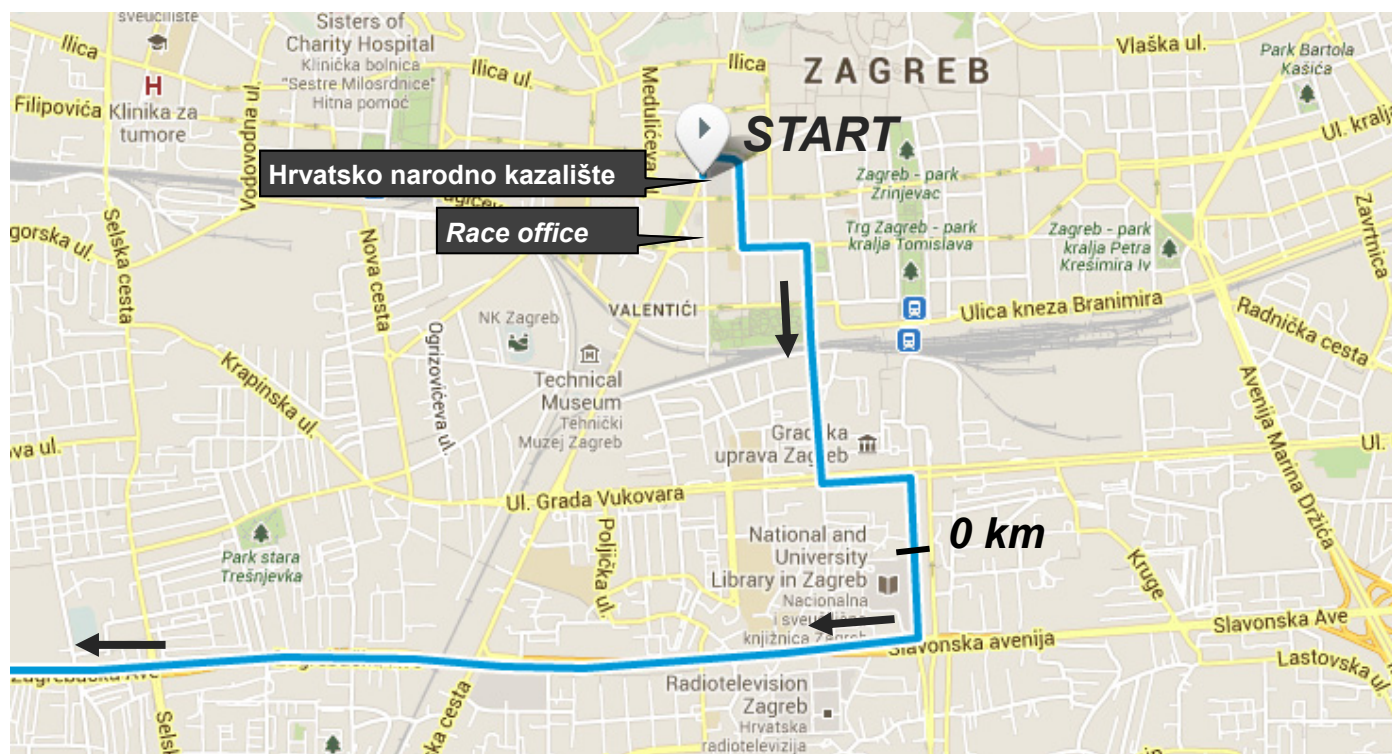 sveučilište
Ilica
H
Klinika za
tumore
Filipovića
Sisters of
Charity Hospital
Klinička bolnica
"Sestre Milosrdnice"
Hitna pomoć
Ilica ul.
Ilica
ZAGREB
Vlaška ul.
Park Bartola
Kašića
Ul. kralja
START
Hrvatsko narodno kazalište
Race office
Zagreb - park
Zrinjevac
Trg Zagreb - park
kralja Tomislava
Zagreb - park
kralja Petra
Krešimira Iv
Zavrtnica
Selska cesta
gorska ul.
Nova cesta
VALENTIĆI
NK Zagreb
Ogrizovićeva ul.
Technical
Museum
Tehnički
Muzej Zagreb
Ulica kneza Branimira
Radnička cesta
Avenija Marina Držića
Krapinska ul.
va ul.
uprava Zagreb
Ul.
Ul. Grada Vukovara
Poljička ul.
Park stara
Trešnjevka
National and
University
Library in Zagreb
Nacionalna
i sveučilišna
knjižnica Zagreb
0 km
Kruge
Slavonska Ave
Slavonska avenija
Lastovska ul.
Radiotelevision
Zagreb
Hrvatska
radiotelevizija